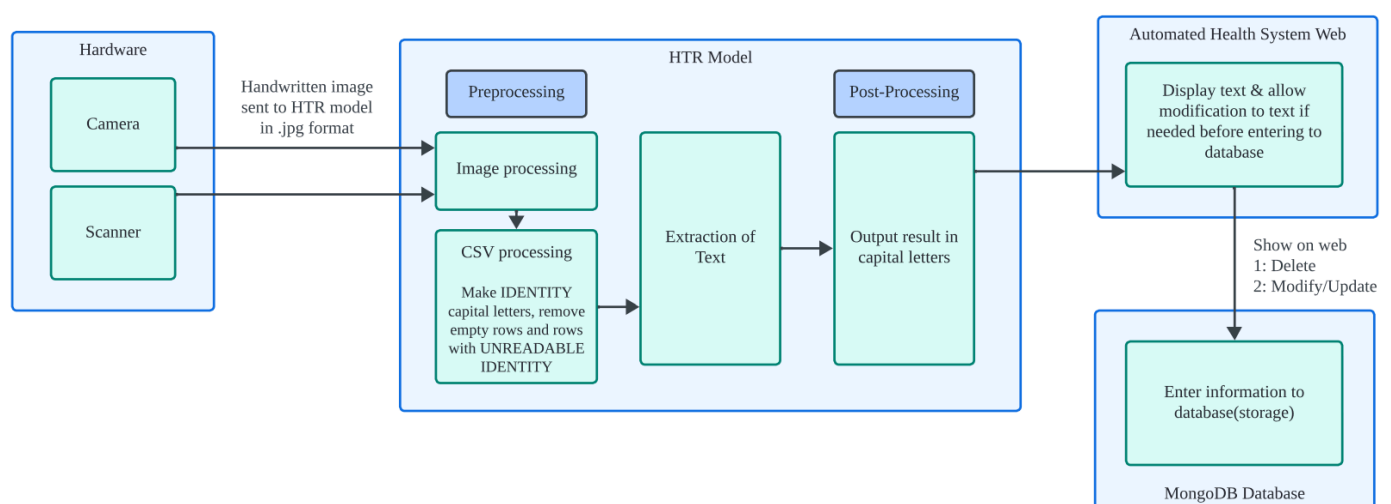 Hardware
Camera
Scanner
Handwritten image
sent to HTR model
in .jpg format
HTR Model
Preprocessing
Image processing
CSV processing
Make IDENTITY
capital letters, remove
empty rows and rows
with UNREADABLE
IDENTITY
Extraction of
Text
Post-Processing
Output result in
capital letters
Automated Health System Web
Display text & allow
modification to text if
needed before entering to
database
Show on web
1: Delete
2: Modify/Update
Enter information to
database(storage)
MongoDB Database